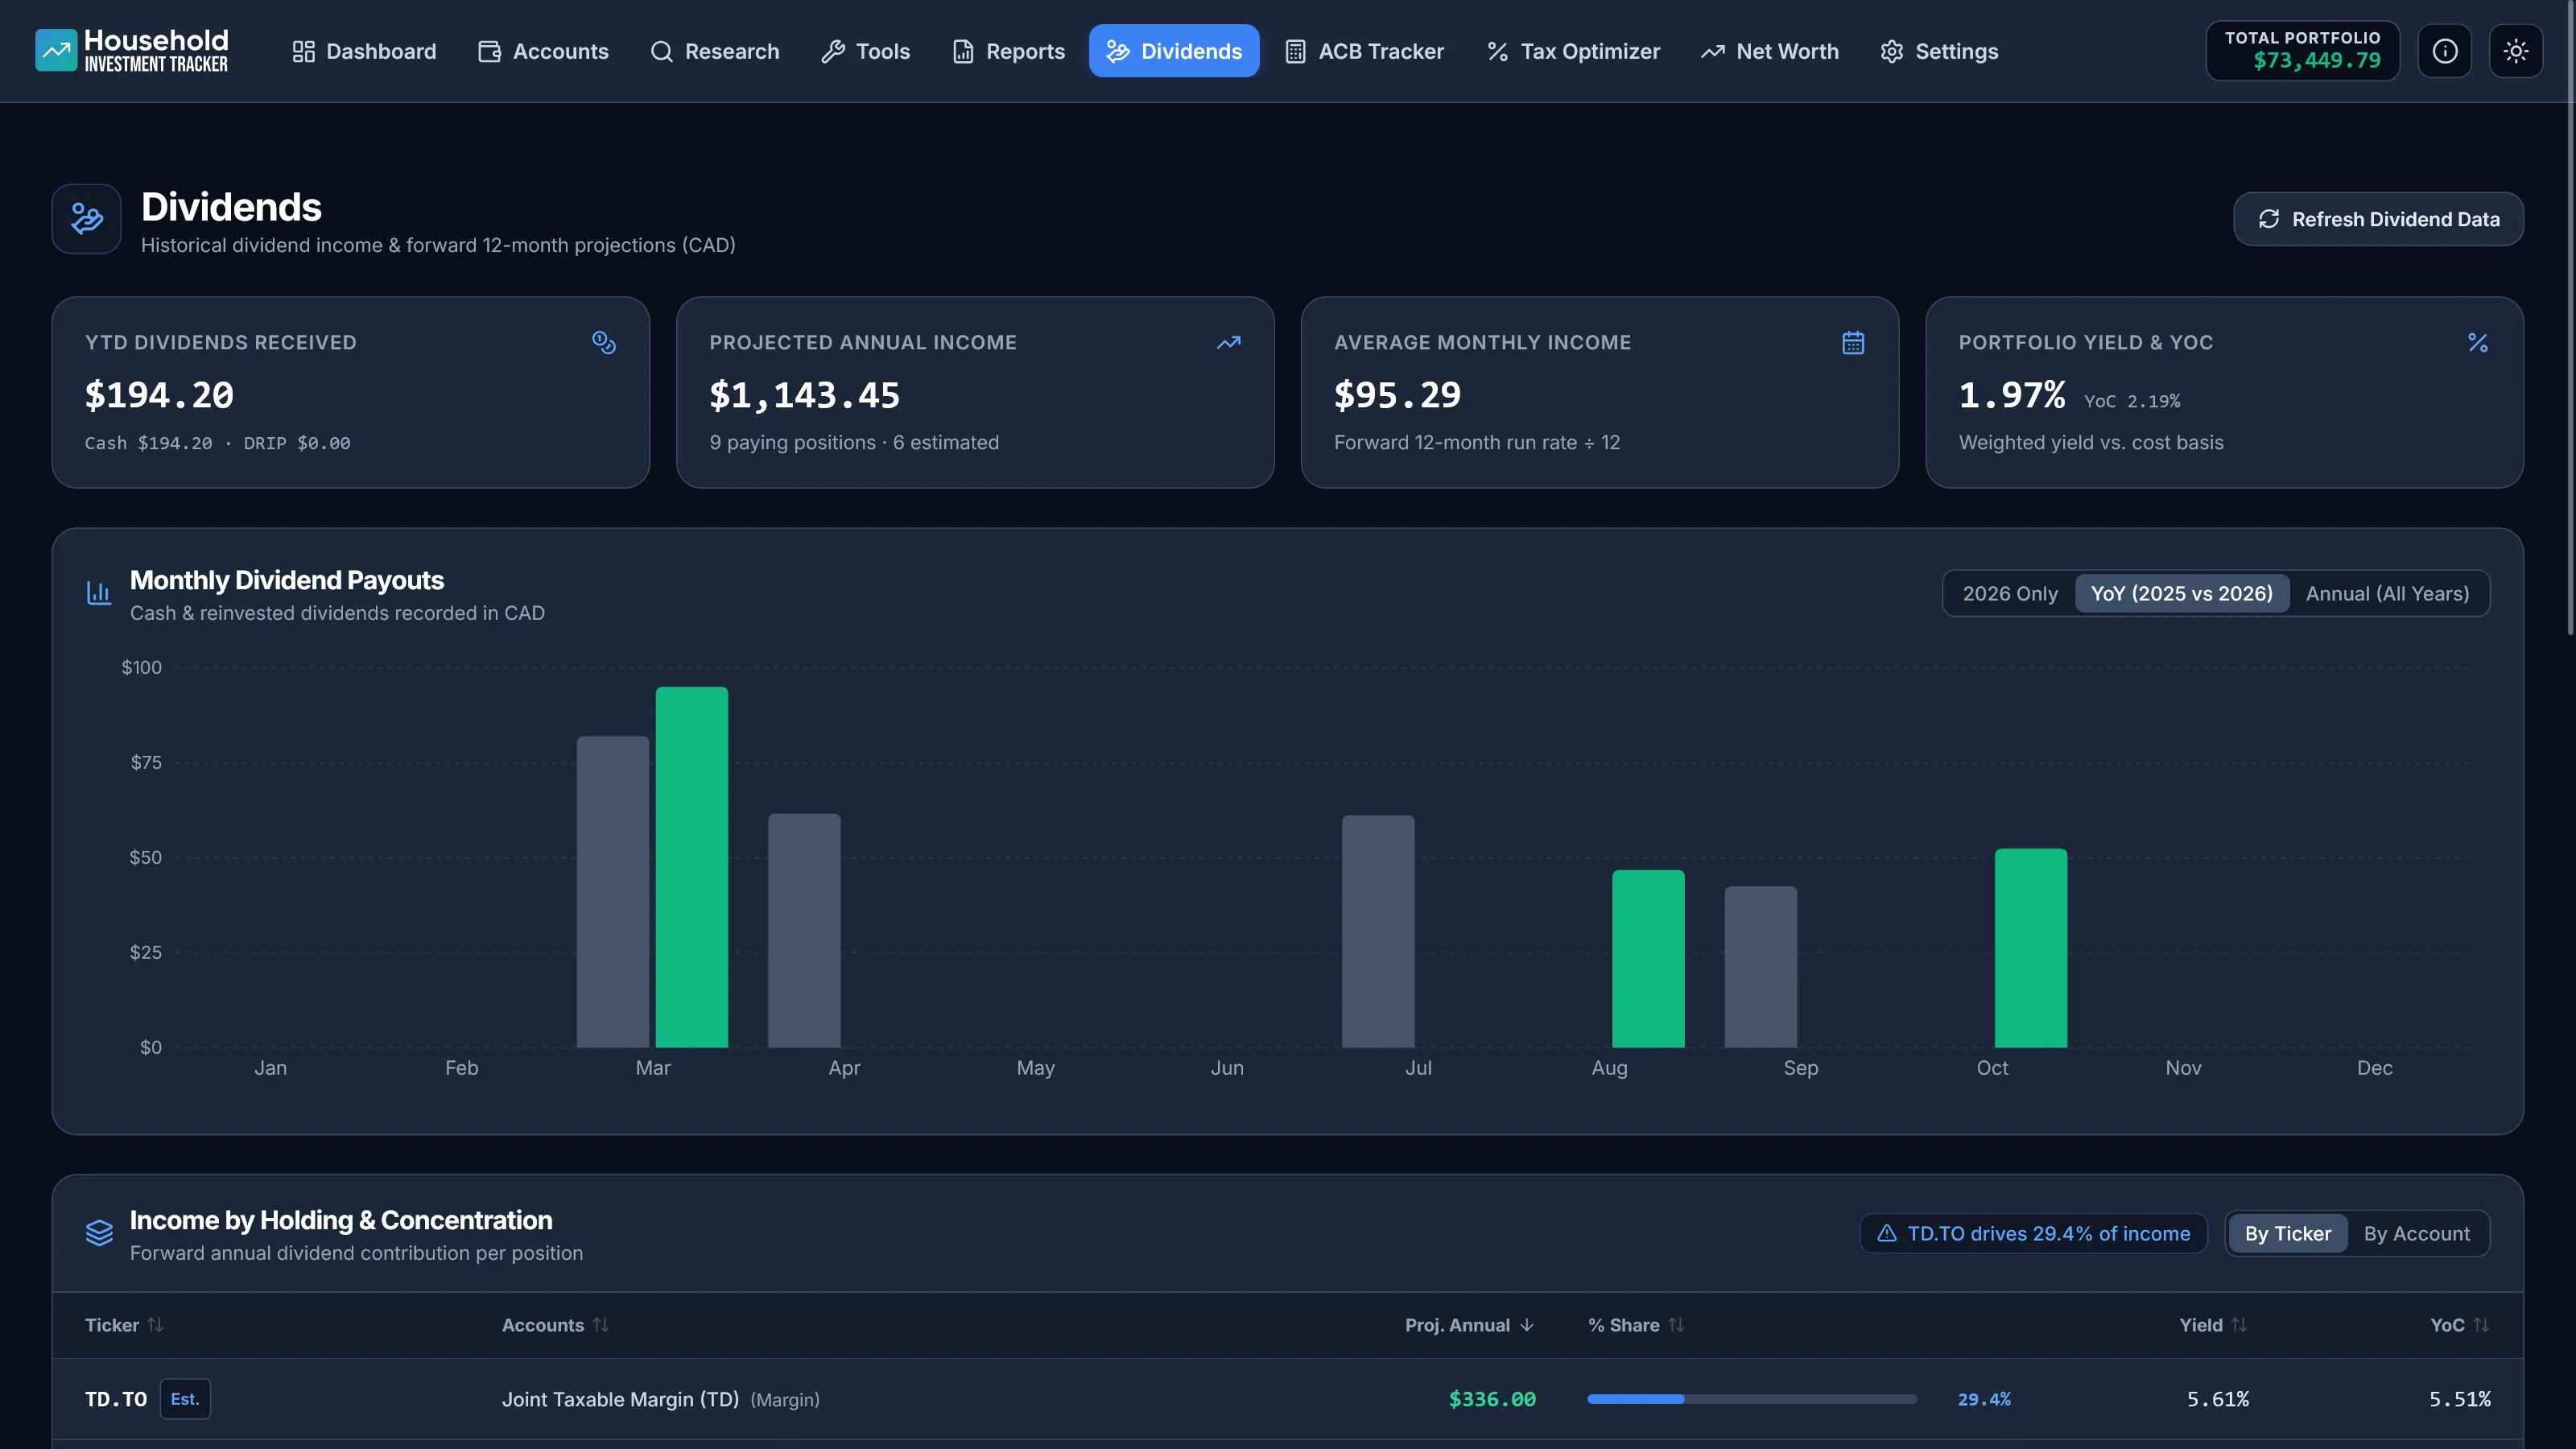 Household
INVESTMENT TRACKER
Dashboard
Accounts
Research
Tools
Reports
Dividends
ACB Tracker
Tax Optimizer
Net Worth
Settings
TOTAL PORTFOLIO
$73,449.79
Dividends
Historical dividend income & forward 12-month projections (CAD)
Refresh Dividend Data
YTD DIVIDENDS RECEIVED
$194.20
Cash $194.20 · DRIP $0.00
PROJECTED ANNUAL INCOME
$1,143.45
9 paying positions · 6 estimated
AVERAGE MONTHLY INCOME
$95.29
Forward 12-month run rate ÷ 12
PORTFOLIO YIELD & YOC
1.97% YoC 2.19%
Weighted yield vs. cost basis
Monthly Dividend Payouts
Cash & reinvested dividends recorded in CAD
2026 Only
YoY (2025 vs 2026)
Annual (All Years)
$100
$75
$50
$25
$0
Jan Feb Mar Apr May Jun Jul Aug Sep Oct Nov Dec
Income by Holding & Concentration
Forward annual dividend contribution per position
TD.TO drives 29.4% of income
By Ticker
By Account
Ticker Accounts Proj. Annual % Share Yield YoC
TD.TO Est. Joint Taxable Margin (TD) (Margin) $336.00 29.4% 5.61% 5.51%